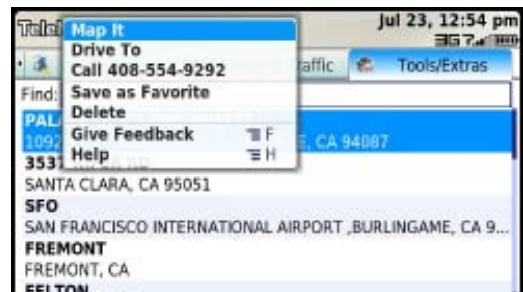 Jul 23, 12:54 pm
Map It
Drive To
Call 408-554-9292
Save as Favorite
Delete
Give Feedback F
Help H
Tools/Extras
Find:
PAL
1092 CA 94087
353
SANTA CLARA, CA 95051
SFO
SAN FRANCISCO INTERNATIONAL AIRPORT ,BURLINGAME, CA 9...
FREMONT
FREMONT, CA
FELTON